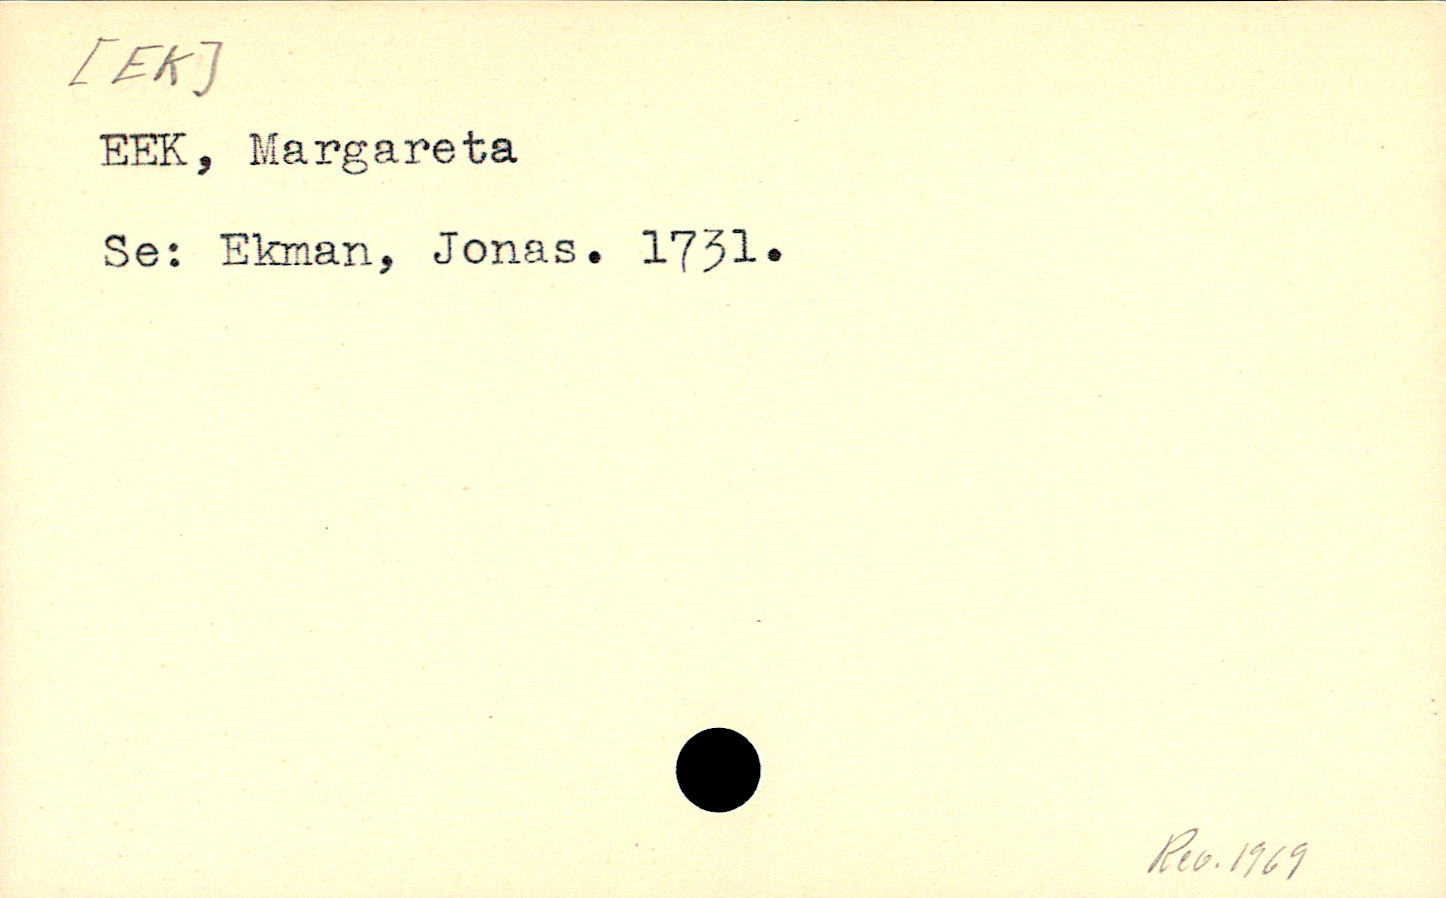 [EK]
EEK, Margareta
Se: Ekman, Jonas. 1731.
Rev. 1969